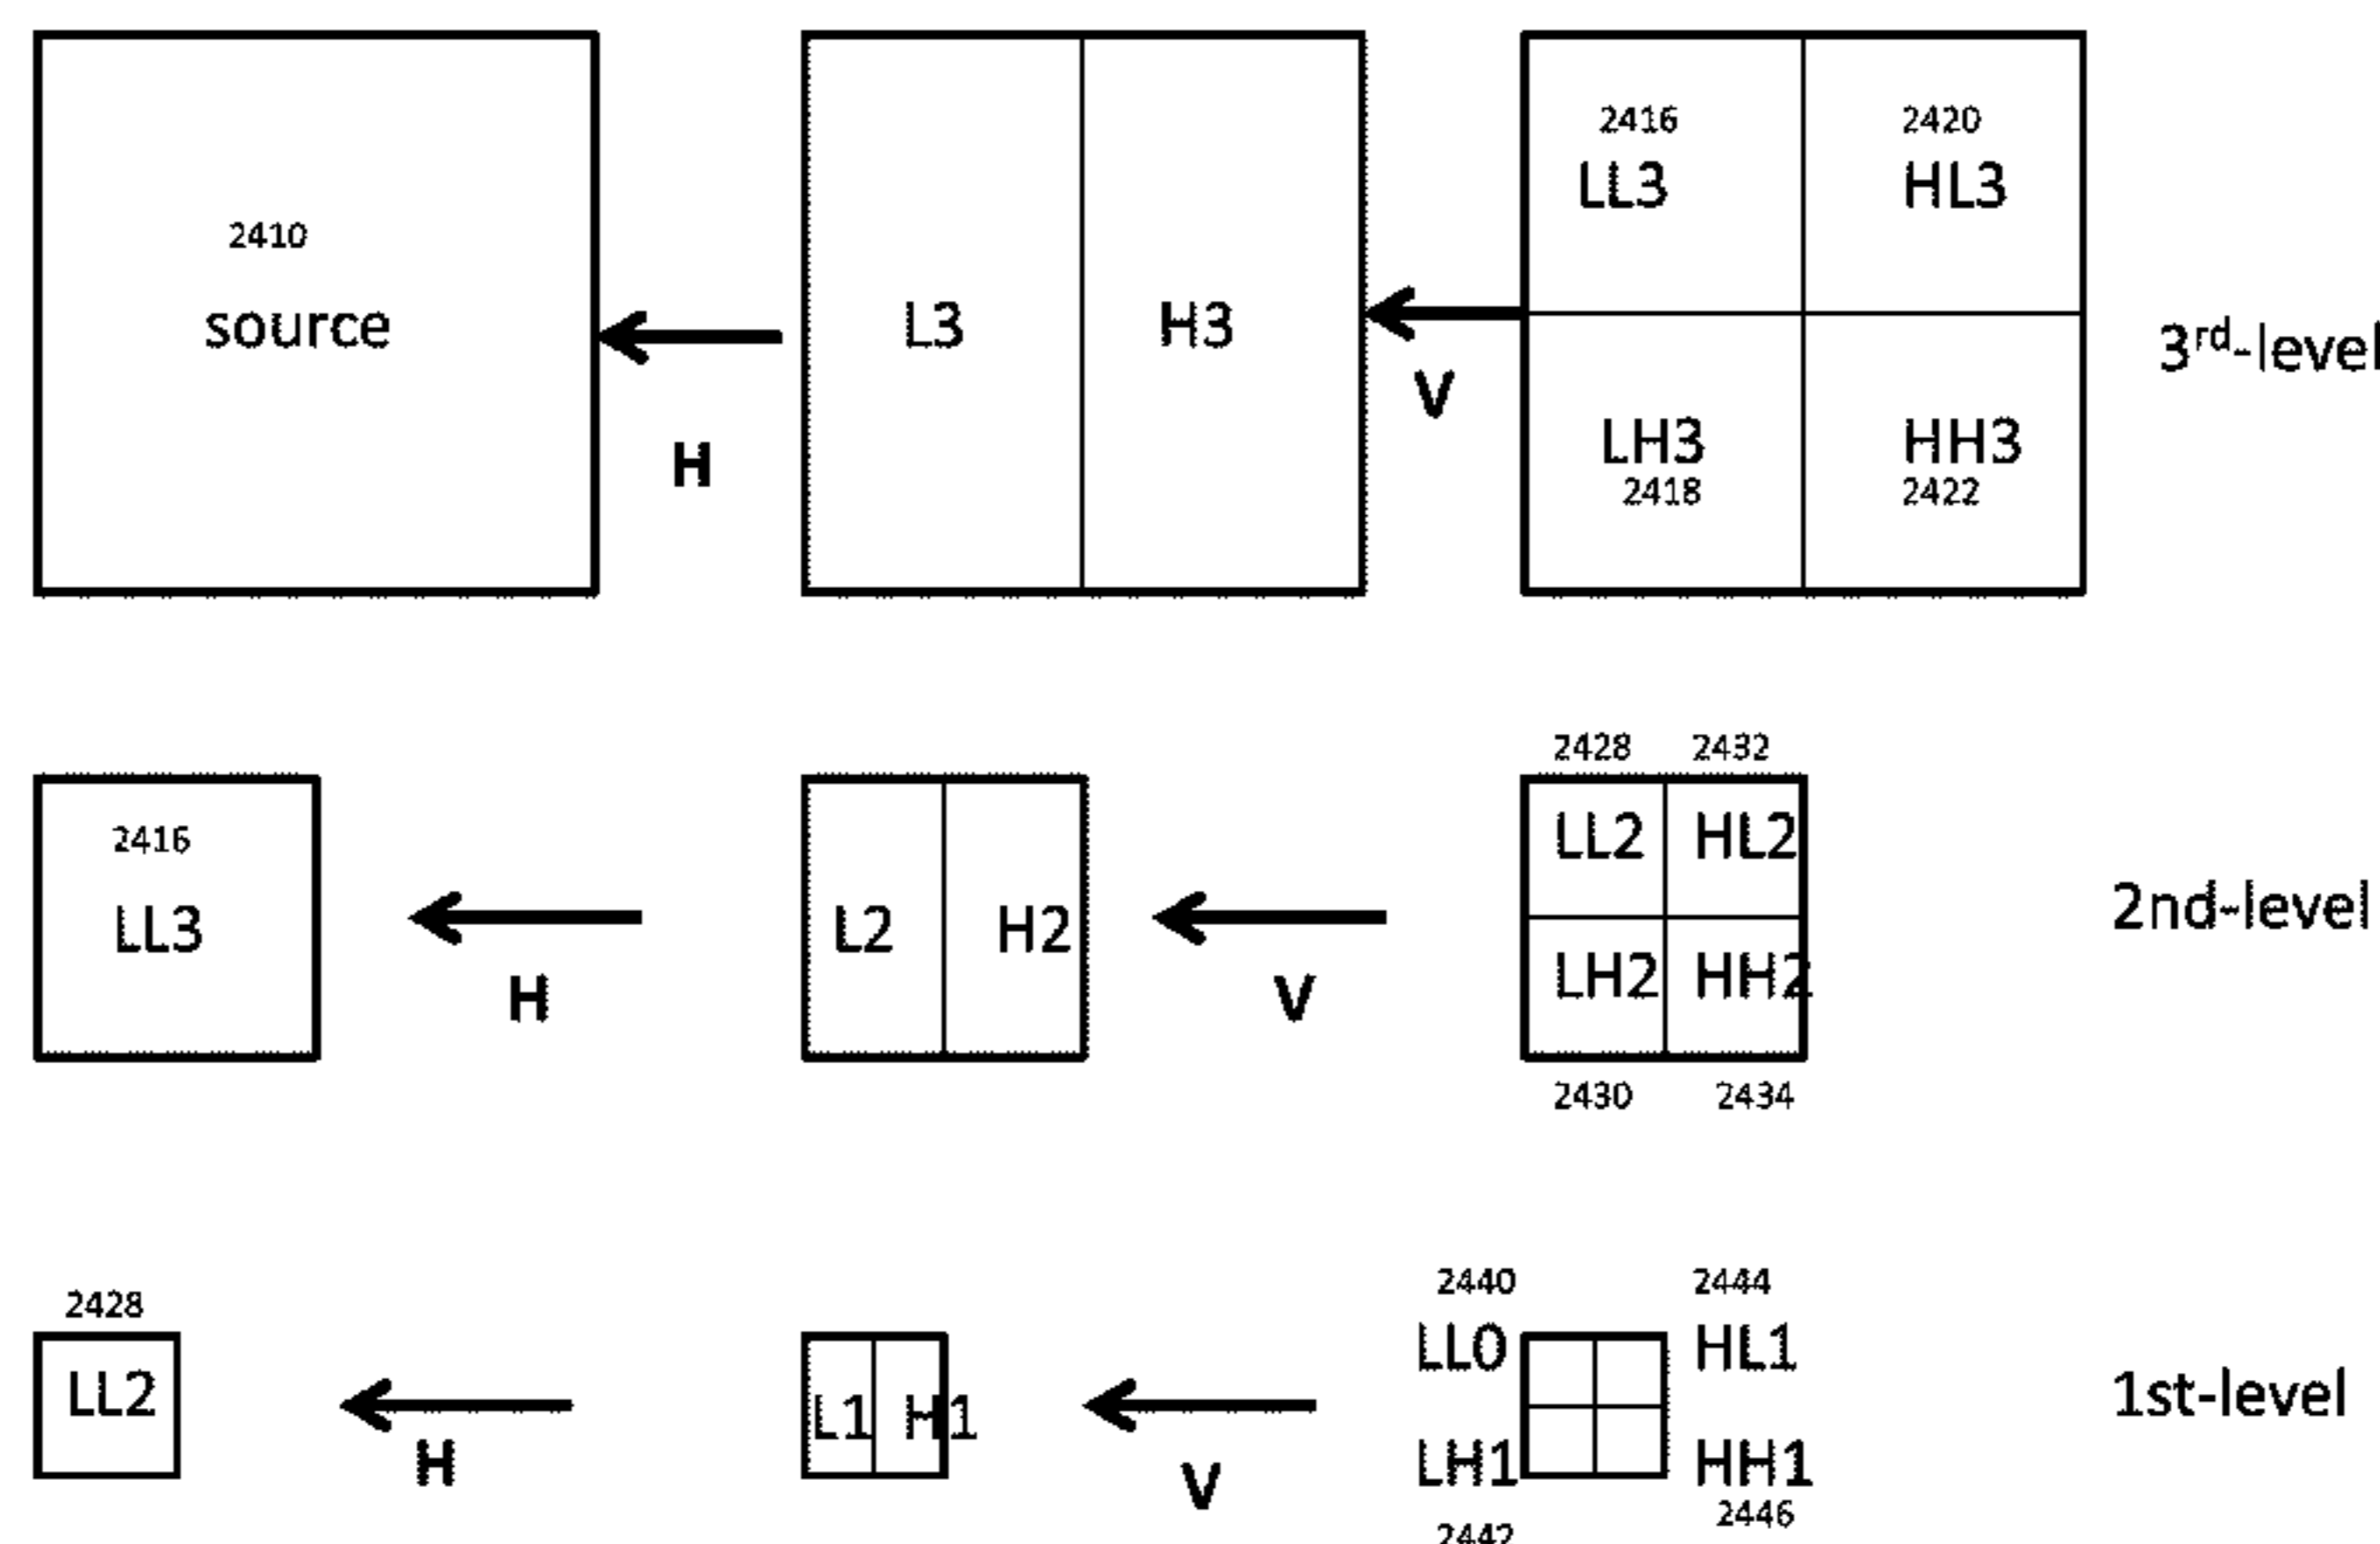 2416 2420
LL3 HL3
2410
source L3 H3
3rd-level
V
H
LH3 HH3
2418 2422
2428 2432
2416
LL2 HL2
LL3 L2 H2
2nd-level
LH2 HH2
H V
2430 2434
2440 2444
2428
LL0 HL1
LL2 L1 H1
1st-level
H V
LH1 HH1
2446
2442